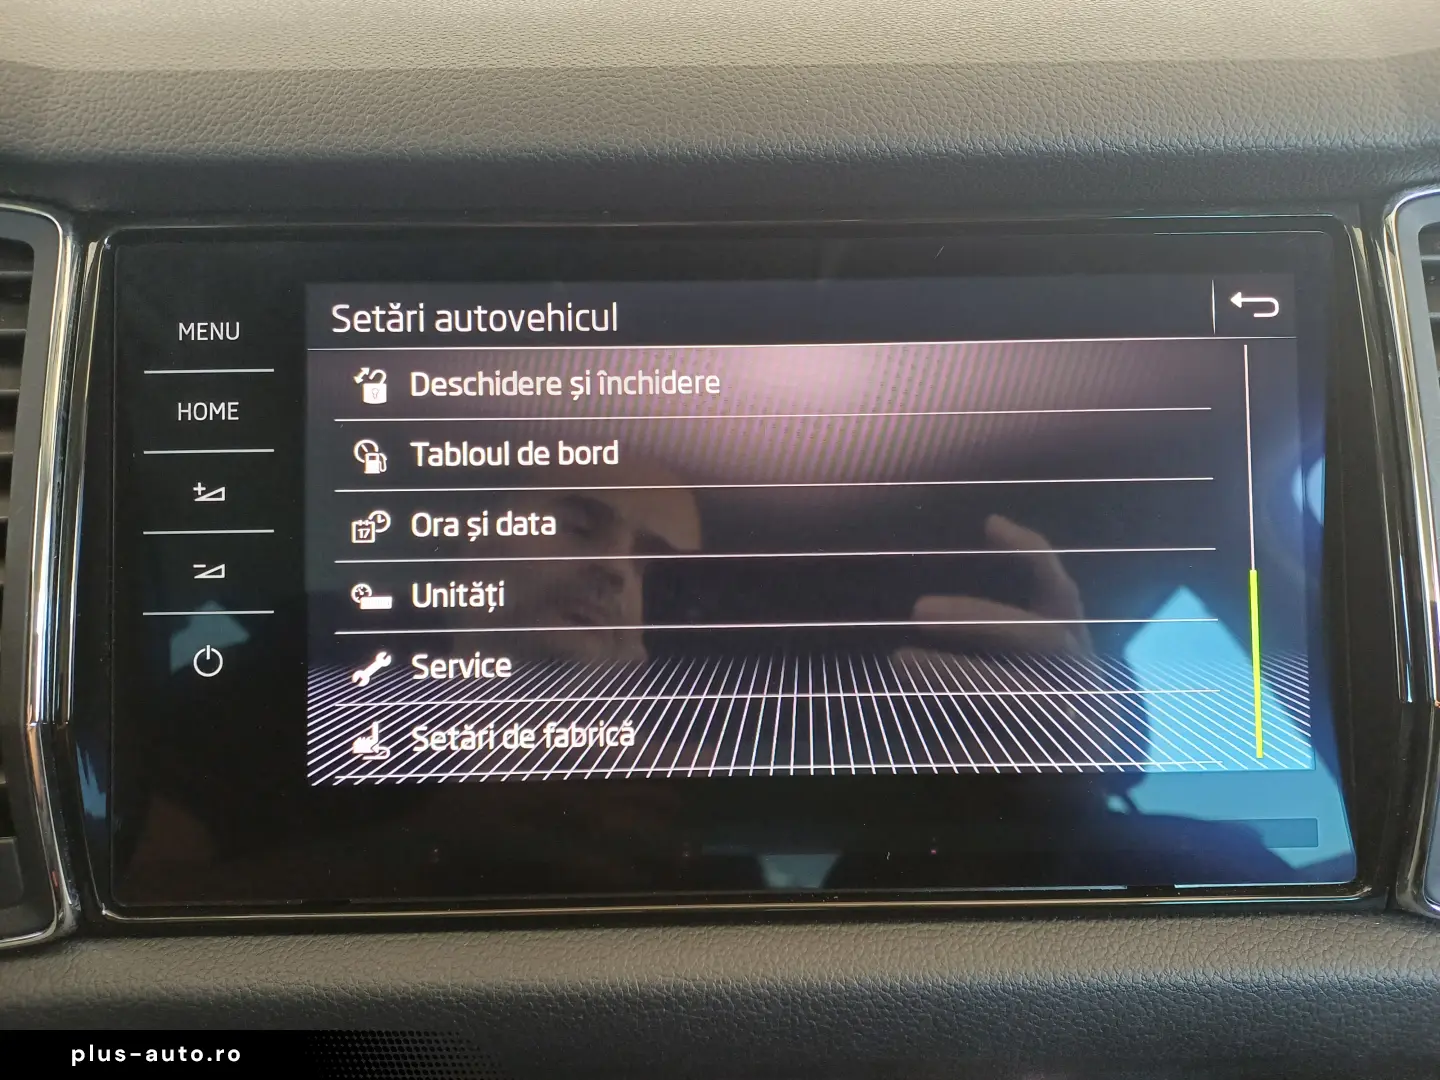 MENU
HOME
Setări autovehicul
Deschidere și închidere
Tabloul de bord
Ora și data
17
Unități
Service
Setări de fabrică
plus-auto.ro